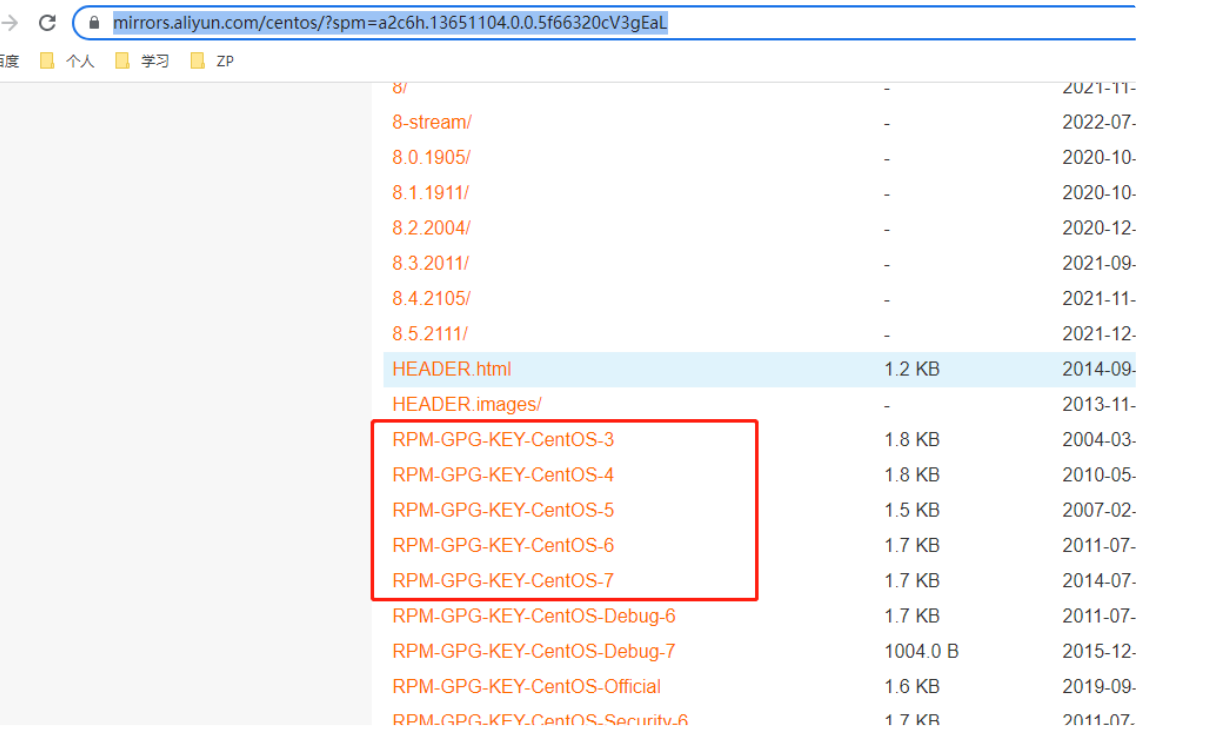 mirrors.aliyun.com/centos/?spm=a2c6h.13651104.0.0.5f66320cV3gEaL
百度 个人 学习 ZP
8/ - 2021-11-
8-stream/ - 2022-07-
8.0.1905/ - 2020-10-
8.1.1911/ - 2020-10-
8.2.2004/ - 2020-12-
8.3.2011/ - 2021-09-
8.4.2105/ - 2021-11-
8.5.2111/ - 2021-12-
HEADER.html 1.2 KB 2014-09-
HEADER.images/ - 2013-11-
RPM-GPG-KEY-CentOS-3 1.8 KB 2004-03-
RPM-GPG-KEY-CentOS-4 1.8 KB 2010-05-
RPM-GPG-KEY-CentOS-5 1.5 KB 2007-02-
RPM-GPG-KEY-CentOS-6 1.7 KB 2011-07-
RPM-GPG-KEY-CentOS-7 1.7 KB 2014-07-
RPM-GPG-KEY-CentOS-Debug-6 1.7 KB 2011-07-
RPM-GPG-KEY-CentOS-Debug-7 1004.0 B 2015-12-
RPM-GPG-KEY-CentOS-Official 1.6 KB 2019-09-
RPM-GPG-KEY-CentOS-Security-6 1.7 KB 2011-07-